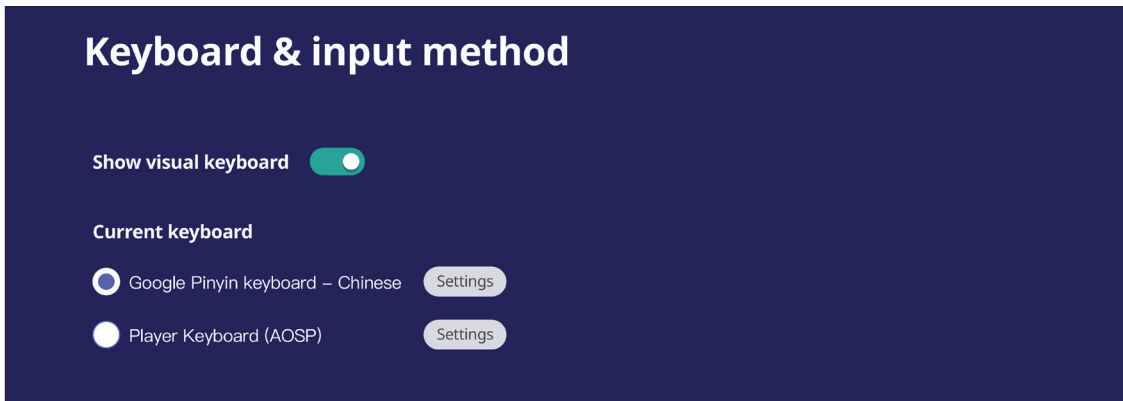 Keyboard & input method
Show visual keyboard
Current keyboard
Google Pinyin keyboard – Chinese Settings
Player Keyboard (AOSP) Settings